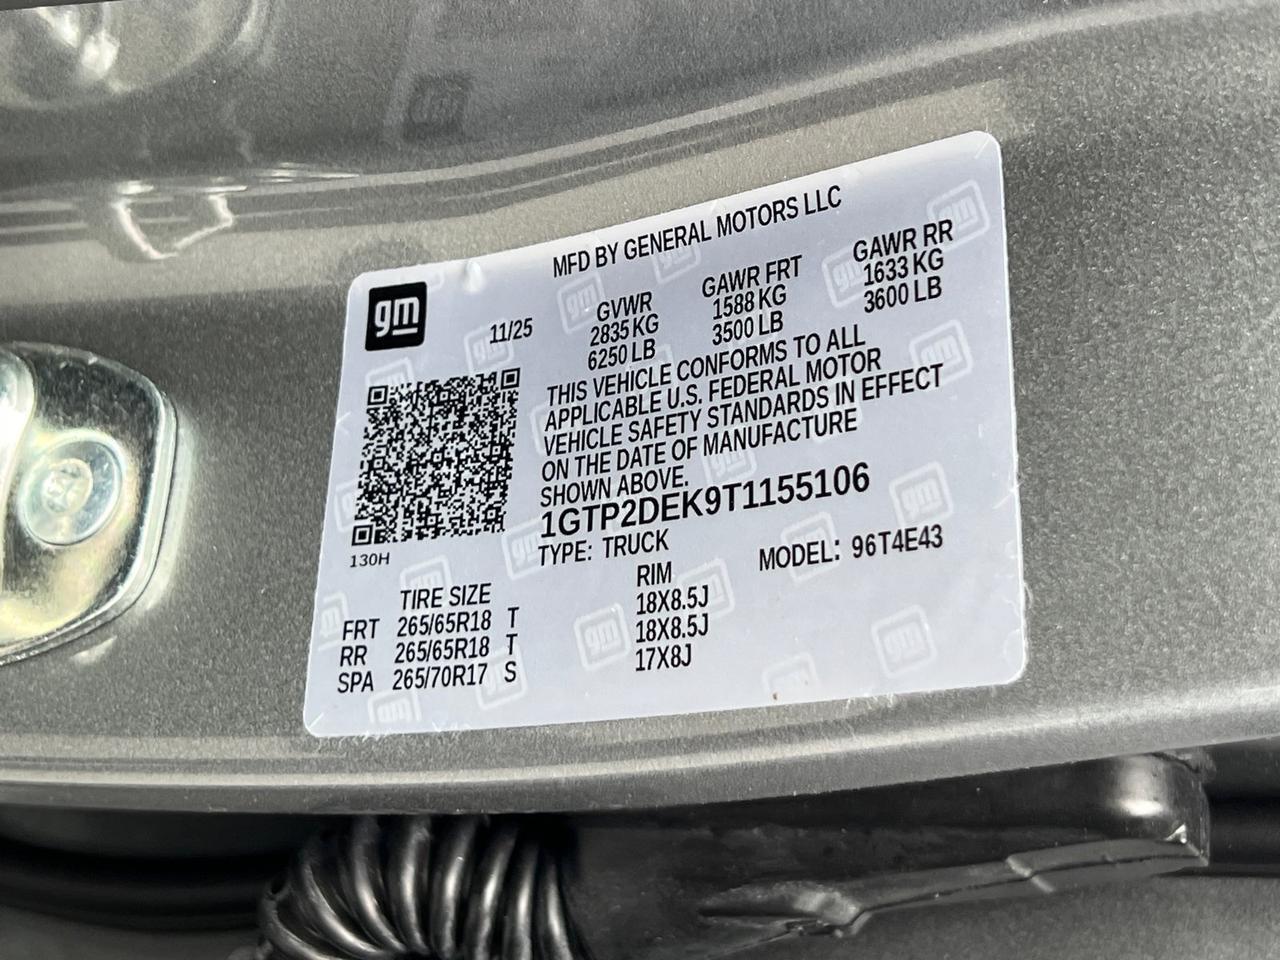 MFD BY GENERAL MOTORS LLC
gm
11/25
GVWR GAWR FRT GAWR RR
2835 KG 1588 KG 1633 KG
6250 LB 3500 LB 3600 LB
THIS VEHICLE CONFORMS TO ALL
APPLICABLE U.S. FEDERAL MOTOR
VEHICLE SAFETY STANDARDS IN EFFECT
ON THE DATE OF MANUFACTURE
SHOWN ABOVE.
1GTP2DEK9T1155106
130H
TYPE: TRUCK MODEL: 96T4E43
TIRE SIZE RIM
FRT 265/65R18 T 18X8.5J
RR 265/65R18 T 18X8.5J
SPA 265/70R17 S 17X8J